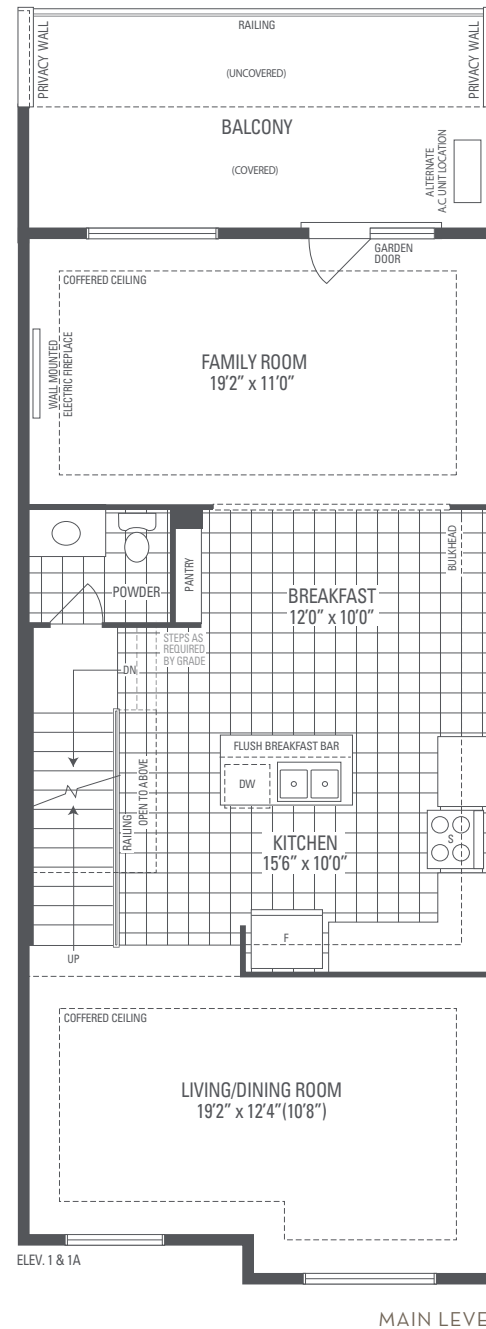 RAILING
PRIVACY WALL
PRIVACY WALL
(UNCOVERED)
BALCONY
(COVERED)
ALTERNATE
A.C. UNIT LOCATION
GARDEN
DOOR
COFFERED CEILING
WALL MOUNTED
ELECTRIC FIREPLACE
FAMILY ROOM
19'2” x 11'0”
BULKHEAD
PANTRY
POWDER
BREAKFAST
12'0” x 10'0”
STEPS AS
REQUIRED
BY GRADE
DN
FLUSH BREAKFAST BAR
DW
OPEN TO ABOVE
RAILING
KITCHEN
15'6” x 10'0”
S
F
UP
COFFERED CEILING
LIVING/DINING ROOM
19'2” x 12'4”(10'8”)
ELEV. 1 & 1A
MAIN LEVE